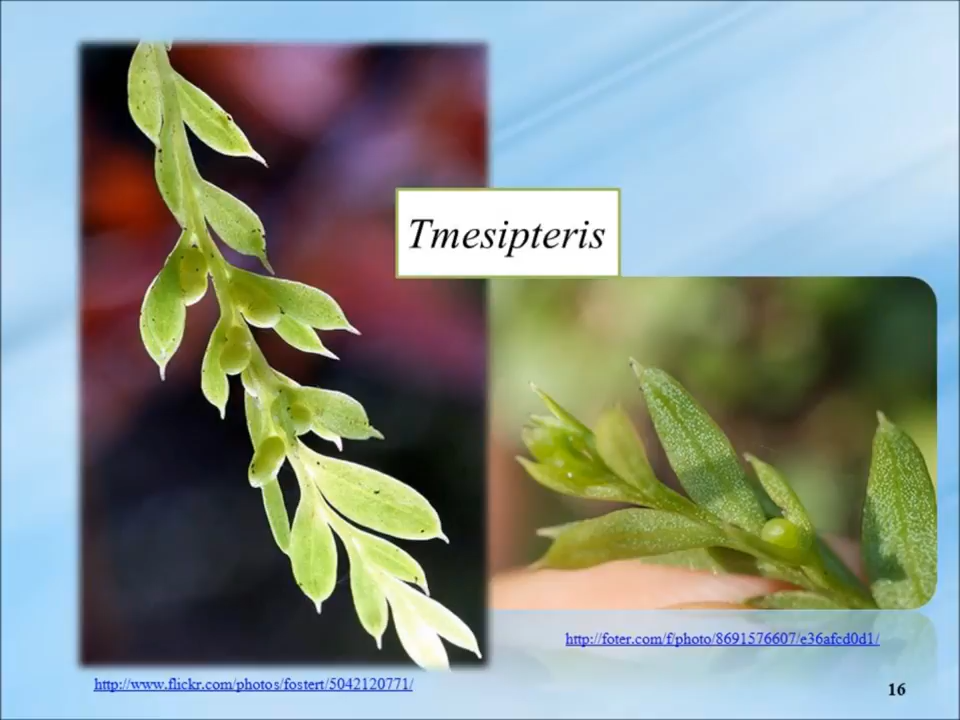 Tmesipteris
http://foter.com/f/photo/8691576607/e36afcd0d1/
http://www.flickr.com/photos/fostert/5042120771/
16